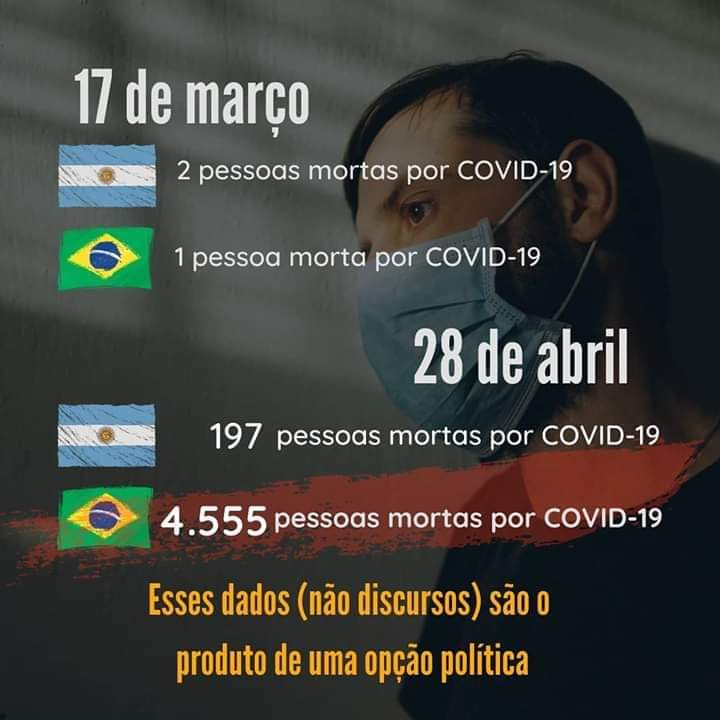 17 de março
2 pessoas mortas por COVID-19
1 pessoa morta por COVID-19
28 de abril
197 pessoas mortas por COVID-19
4.555 pessoas mortas por COVID-19
Esses dados (não discursos) são o
produto de uma opção política